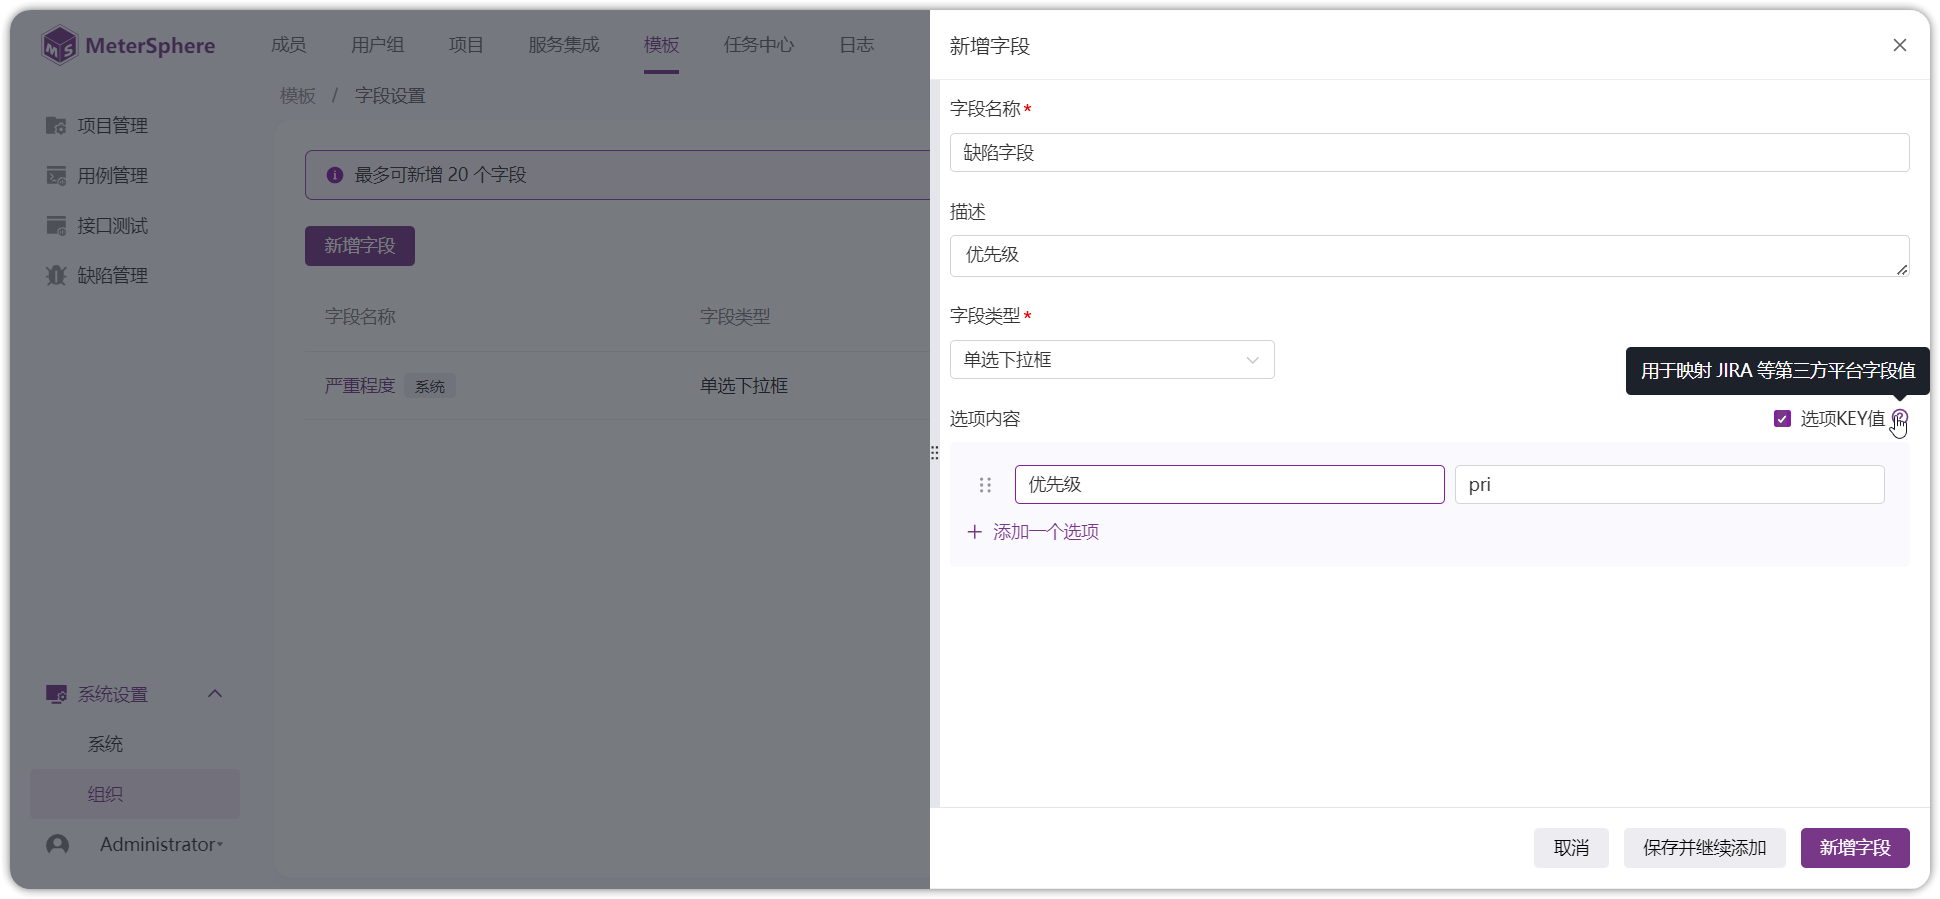 MeterSphere
成员
用户组
项目
服务集成
模板
任务中心
日志
模板 / 字段设置
项目管理
用例管理
接口测试
缺陷管理
最多可新增 20 个字段
新增字段
字段名称
字段类型
严重程度 系统
单选下拉框
系统设置
系统
组织
Administrator
新增字段
字段名称*
缺陷字段
描述
优先级
字段类型*
单选下拉框
用于映射 JIRA 等第三方平台字段值
选项内容
选项KEY值
优先级
pri
添加一个选项
取消
保存并继续添加
新增字段